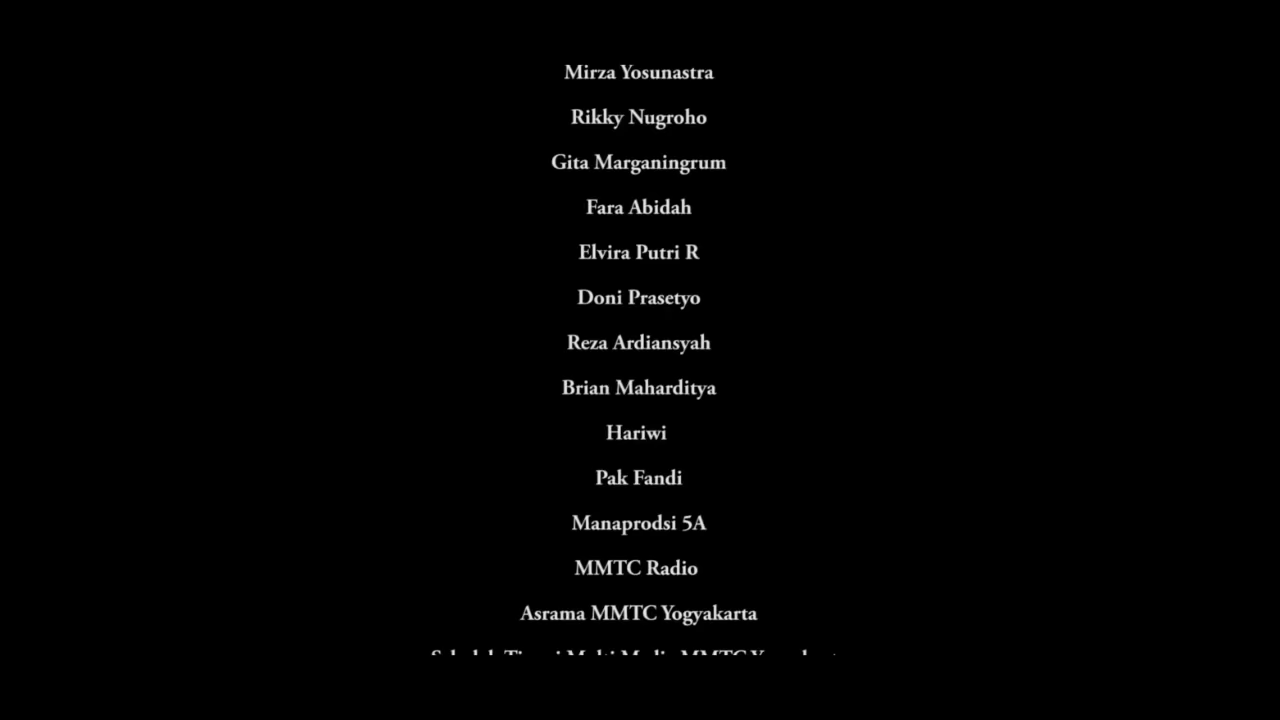 Mirza Yosunastra
Rikky Nugroho
Gita Marganingrum
Fara Abidah
Elvira Putri R
Doni Prasetyo
Reza Ardiansyah
Brian Maharditya
Hariwi
Pak Fandi
Manaprodsi 5A
MMTC Radio
Asrama MMTC Yogyakarta